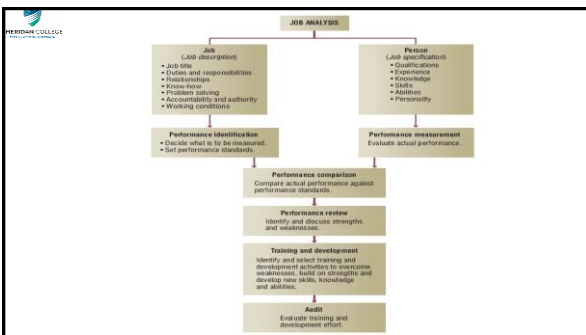 HERIDAN COLLEGE
JOB ANALYSIS
Job
(Job description)
• Job title
• Duties and responsibilities
• Relationships
• Know-how
• Problem solving
• Accountability and authority
• Working conditions
Person
(Job specification)
• Qualifications
• Experience
• Knowledge
• Skills
• Abilities
• Personality
Performance identification
• Decide what is to be measured.
• Set performance standards.
Performance measurement
Evaluate actual performance.
Performance comparison
Compare actual performance against
performance standards.
Performance review
Identify and discuss strengths
and weaknesses.
Training and development
Identify and select training and
development activities to overcome
weaknesses, build on strengths and
develop new skills, knowledge
and abilities.
Audit
Evaluate training and
development effort.